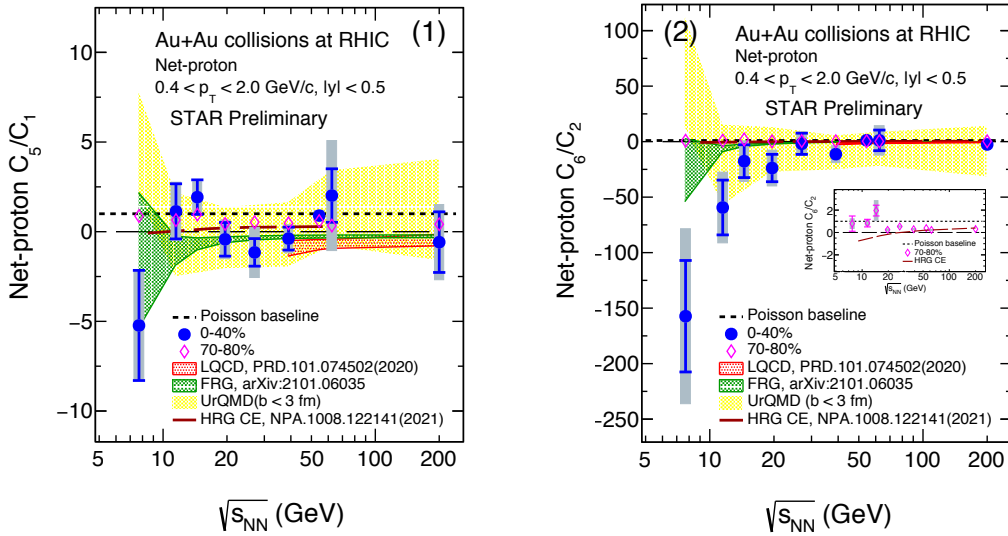 (1)
Au+Au collisions at RHIC
Net-proton
0.4 < p_T < 2.0 GeV/c, |y| < 0.5
STAR Preliminary
Net-proton C_5/C_1
10
5
0
−5
−10
Poisson baseline
0-40%
70-80%
LQCD, PRD.101.074502(2020)
FRG, arXiv:2101.06035
UrQMD(b < 3 fm)
HRG CE, NPA.1008.122141(2021)
5 10 20 50 100 200
√s_NN (GeV)
(2)
Au+Au collisions at RHIC
Net-proton
0.4 < p_T < 2.0 GeV/c, |y| < 0.5
STAR Preliminary
Net-proton C_6/C_2
100
50
0
-50
-100
-150
-200
-250
Net-proton C_6/C_2
4
2
0
−2
Poisson baseline
70-80%
HRG CE
5 10 20 50 100 200
√s_NN (GeV)
Poisson baseline
0-40%
70-80%
LQCD, PRD.101.074502(2020)
FRG, arXiv:2101.06035
UrQMD (b < 3 fm)
HRG CE, NPA.1008.122141(2021)
5 10 20 50 100 200
√s_NN (GeV)